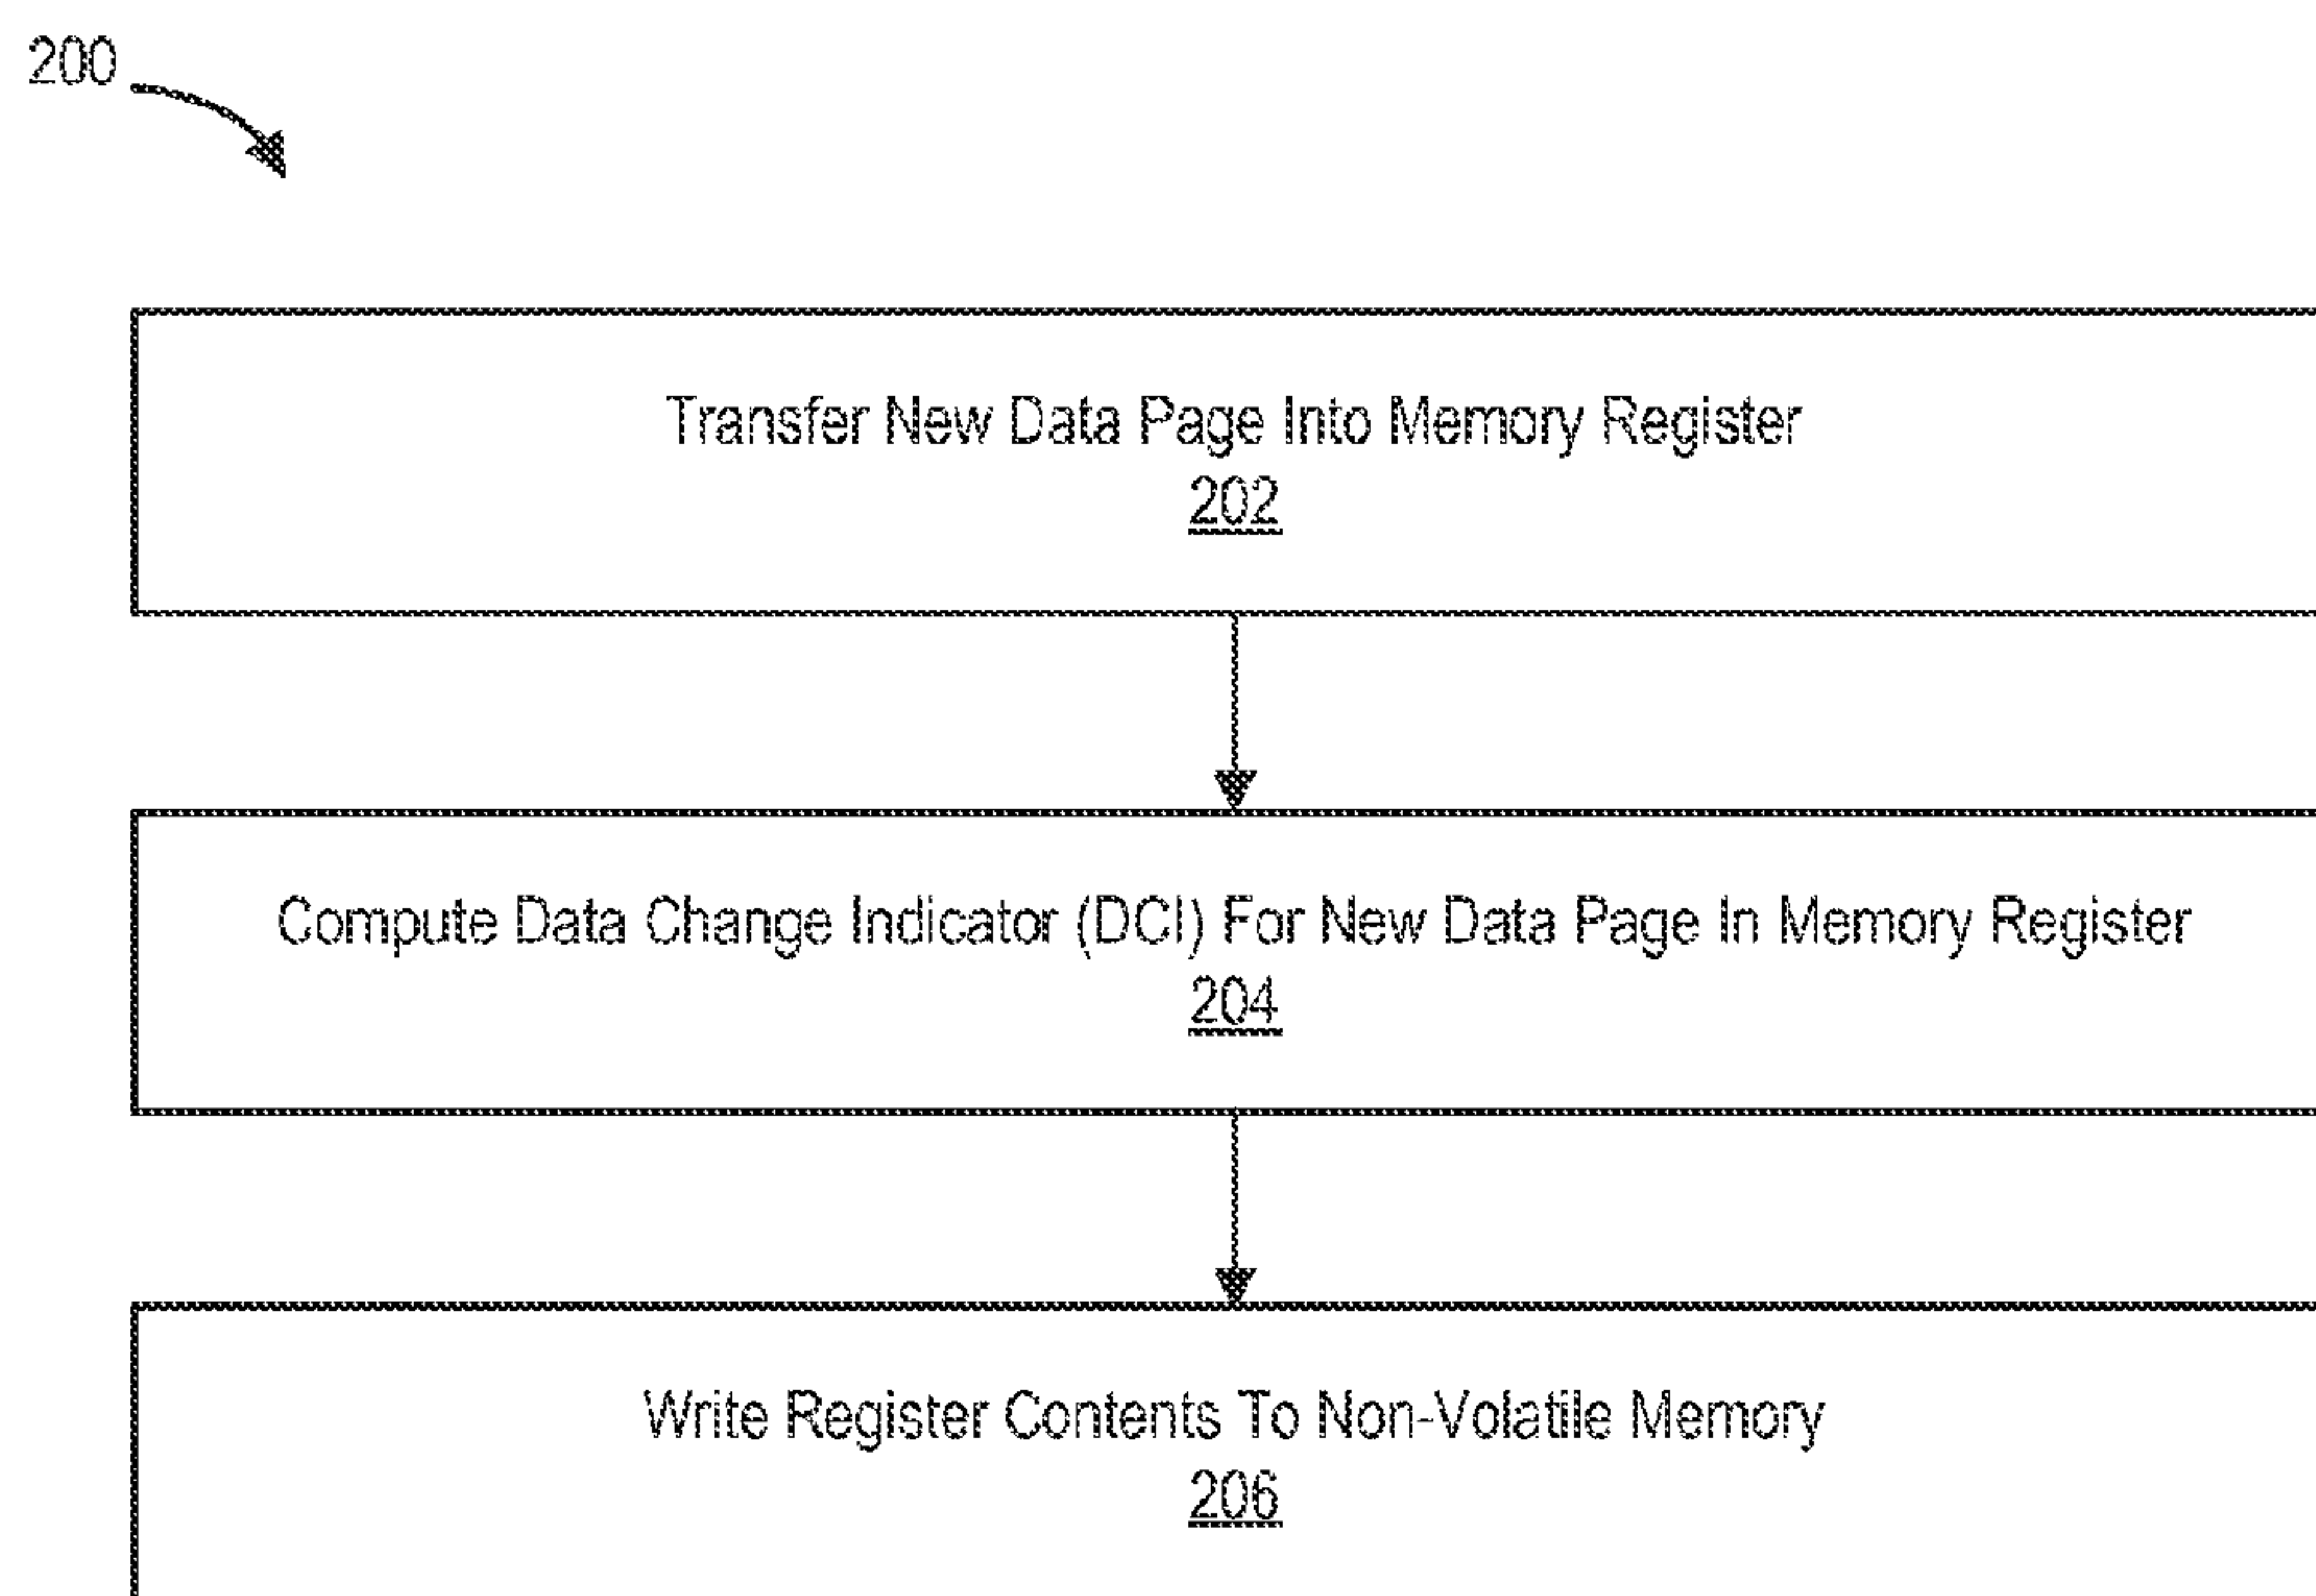 200
Transfer New Data Page Into Memory Register
202
Compute Data Change Indicator (DCI) For New Data Page In Memory Register
204
Write Register Contents To Non-Volatile Memory
206